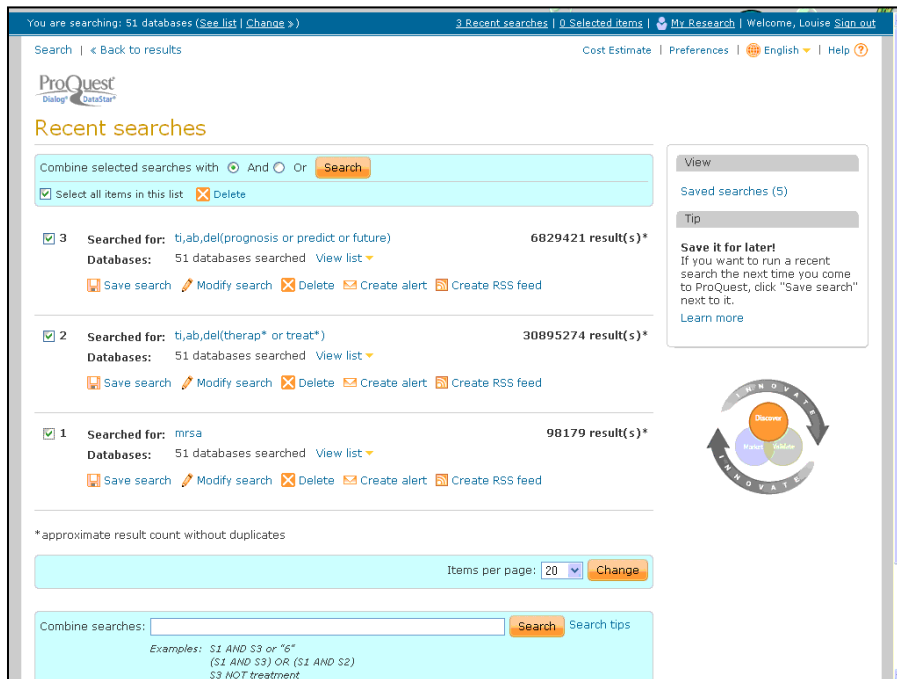 You are searching: 51 databases (See list | Change »)
3 Recent searches | 0 Selected items | My Research | Welcome, Louise Sign out
Search | « Back to results
Cost Estimate | Preferences | English | Help ?
ProQuest
Dialog® DataStar®
Recent searches
Combine selected searches with And Or Search
Select all items in this list Delete
3 Searched for: ti,ab,del(prognosis or predict or future) 6829421 result(s)*
Databases: 51 databases searched View list
Save search Modify search Delete Create alert Create RSS feed
2 Searched for: ti,ab,del(therap* or treat*) 30895274 result(s)*
Databases: 51 databases searched View list
Save search Modify search Delete Create alert Create RSS feed
1 Searched for: mrsa 98179 result(s)*
Databases: 51 databases searched View list
Save search Modify search Delete Create alert Create RSS feed
*approximate result count without duplicates
Items per page: 20 Change
Combine searches: Search Search tips
Examples: S1 AND S3 or "6"
(S1 AND S3) OR (S1 AND S2)
S3 NOT treatment
View
Saved searches (5)
Tip
Save it for later!
If you want to run a recent
search the next time you come
to ProQuest, click "Save search"
next to it.
Learn more
INNOVATE
Discover
Validate
INNOVATE